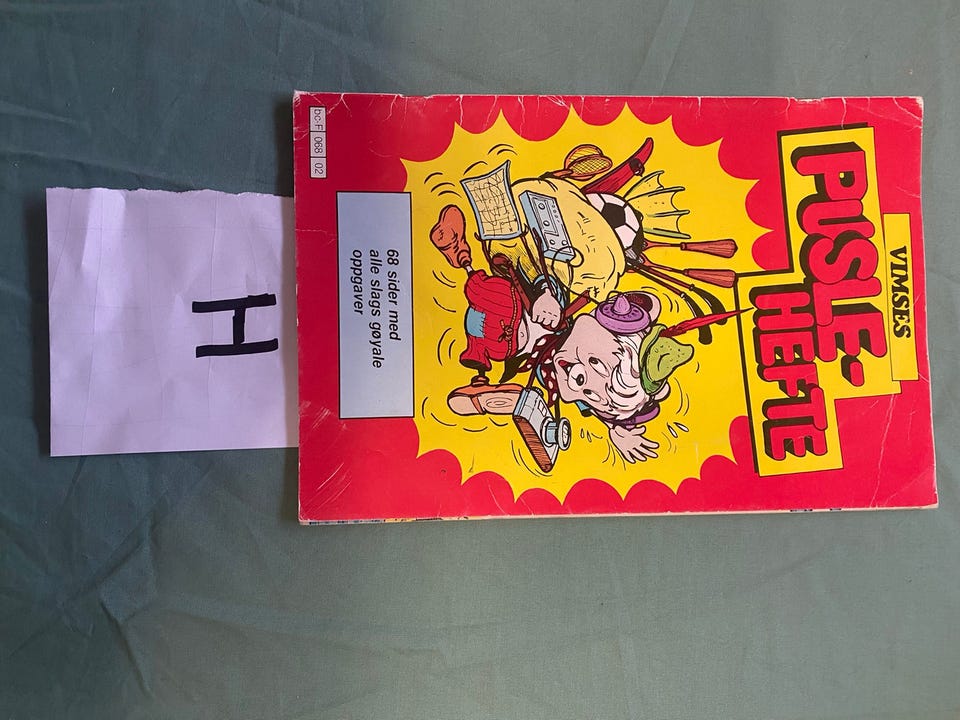 VIMSES
PUSLE-
HEFTE
68 sider med
alle slags gøyale
oppgaver
bc-F 068 02
H